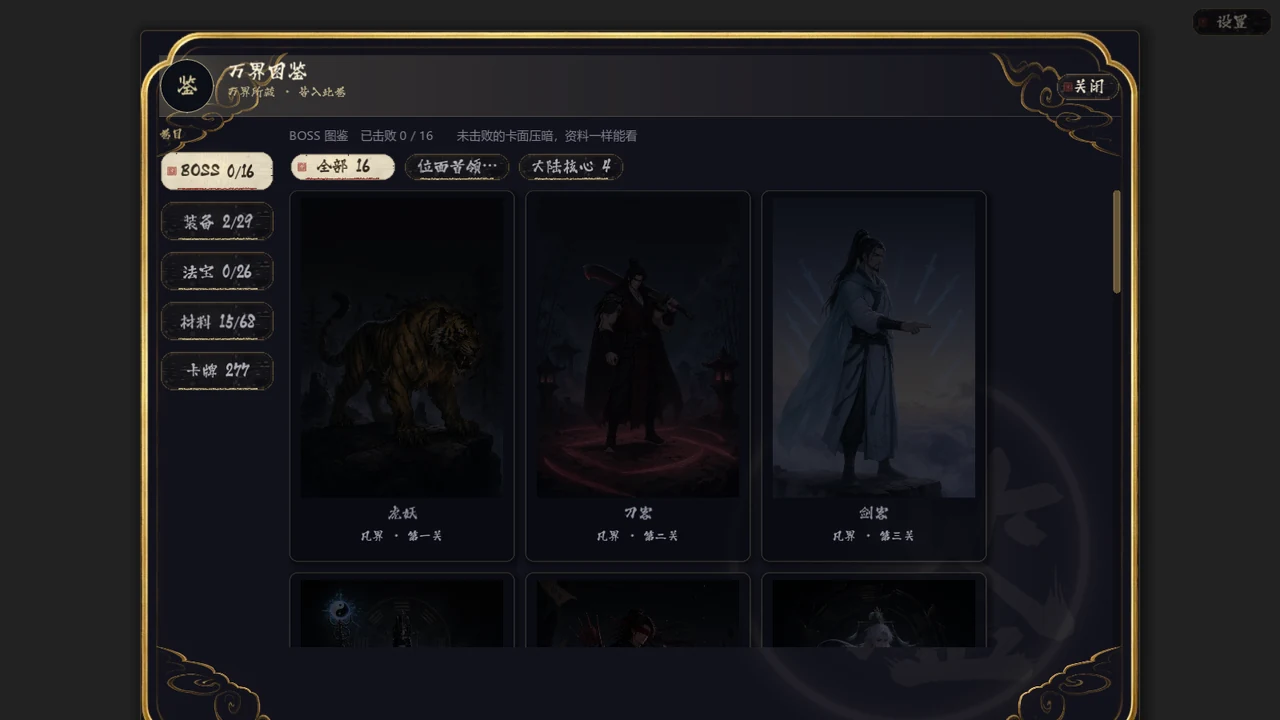 设置
鉴
万界图鉴
万界所藏 · 皆入此鉴
关闭
鉴目
BOSS 图鉴 已击败 0 / 16 未击败的卡面压暗，资料一样能看
BOSS 0/16
全部 16
位面首领…
大陆核心 4
装备 2/29
法宝 0/26
材料 15/68
卡牌 277
虎妖
凡界 · 第一关
刀客
凡界 · 第二关
剑客
凡界 · 第三关